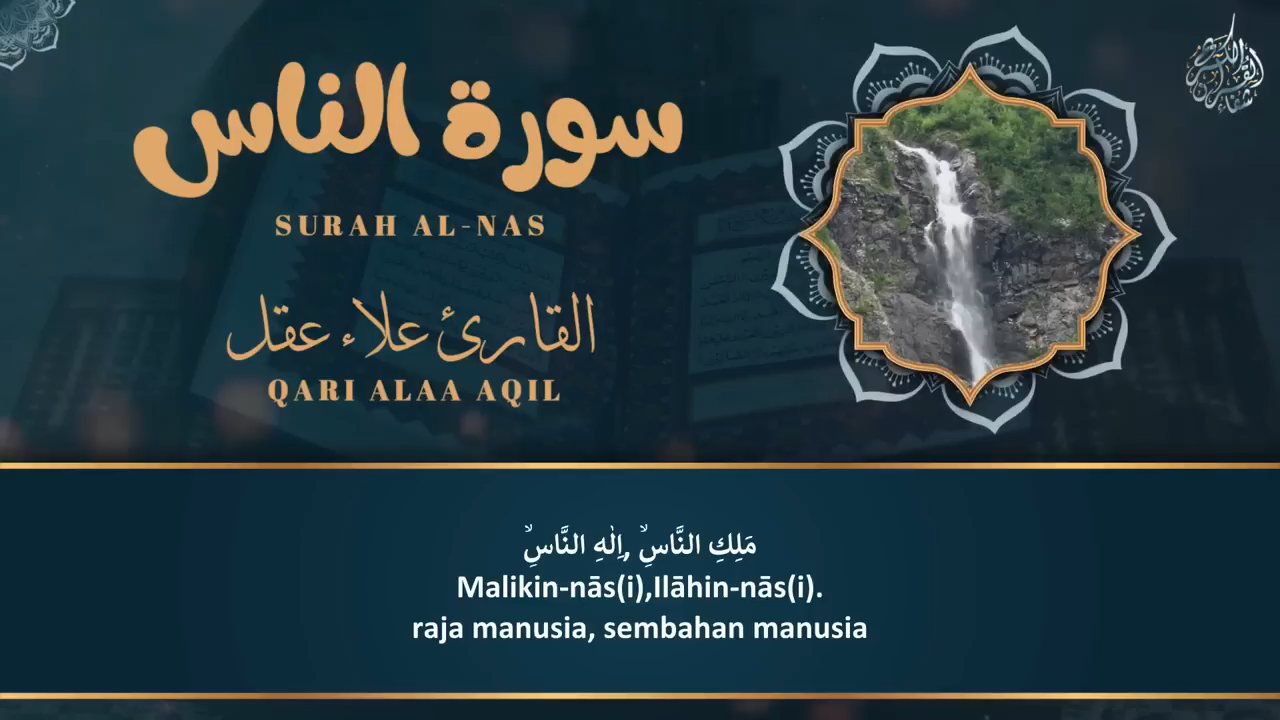 سورة الناس
SURAH AL-NAS
القارئ علاء عقل
QARI ALAA AQIL
مَلِكِ النَّاسِۙ ,اِلٰهِ النَّاسِۙ
Malikin-nās(i),Ilāhin-nās(i).
raja manusia, sembahan manusia